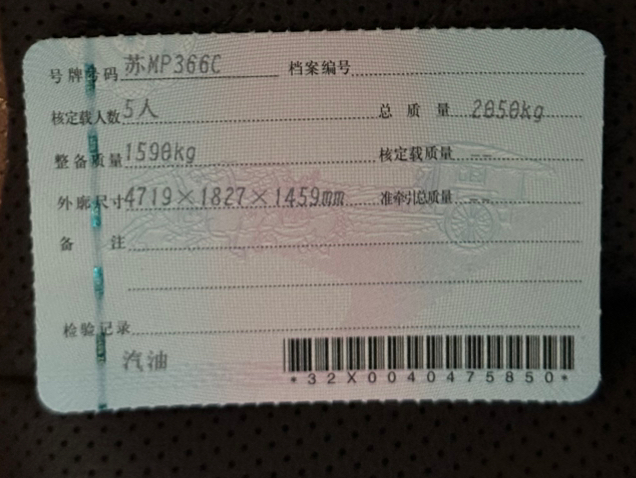 号牌号码 苏MP366C 档案编号
核定载人数 5人 总质量 2050kg
整备质量 1590kg 核定载质量 --
外廓尺寸 4719×1827×1459mm 准牵引总质量 --
备注
检验记录
汽油
*32X0040475850*